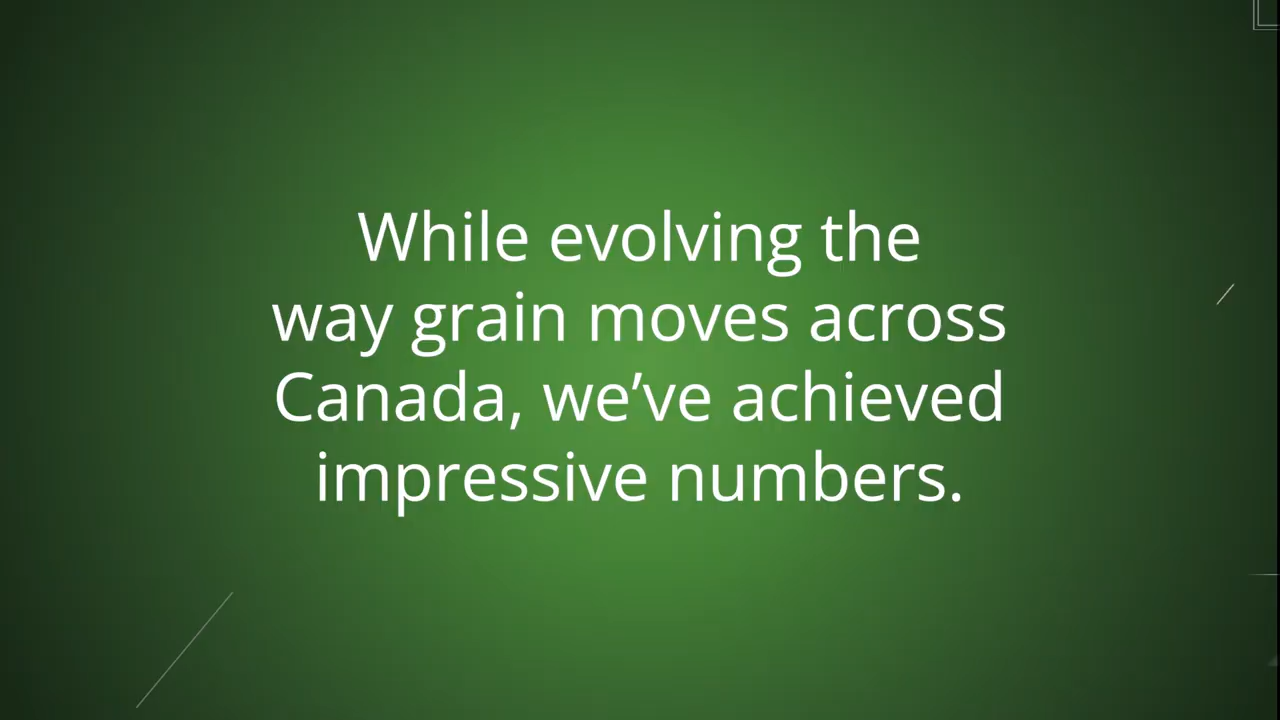 While evolving the
way grain moves across
Canada, we’ve achieved
impressive numbers.